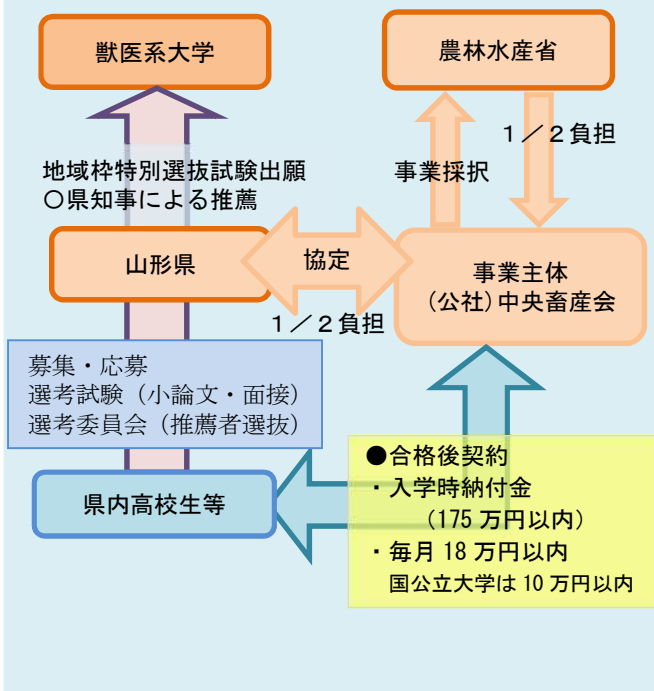 獣医系大学
農林水産省
１／２負担
地域枠特別選抜試験出願
事業採択
〇県知事による推薦
山形県
協定
事業主体
(公社)中央畜産会
１／２負担
募集・応募
選考試験（小論文・面接）
選考委員会（推薦者選抜）
県内高校生等
●合格後契約
・入学時納付金
（175 万円以内）
・毎月 18 万円以内
国公立大学は 10 万円以内